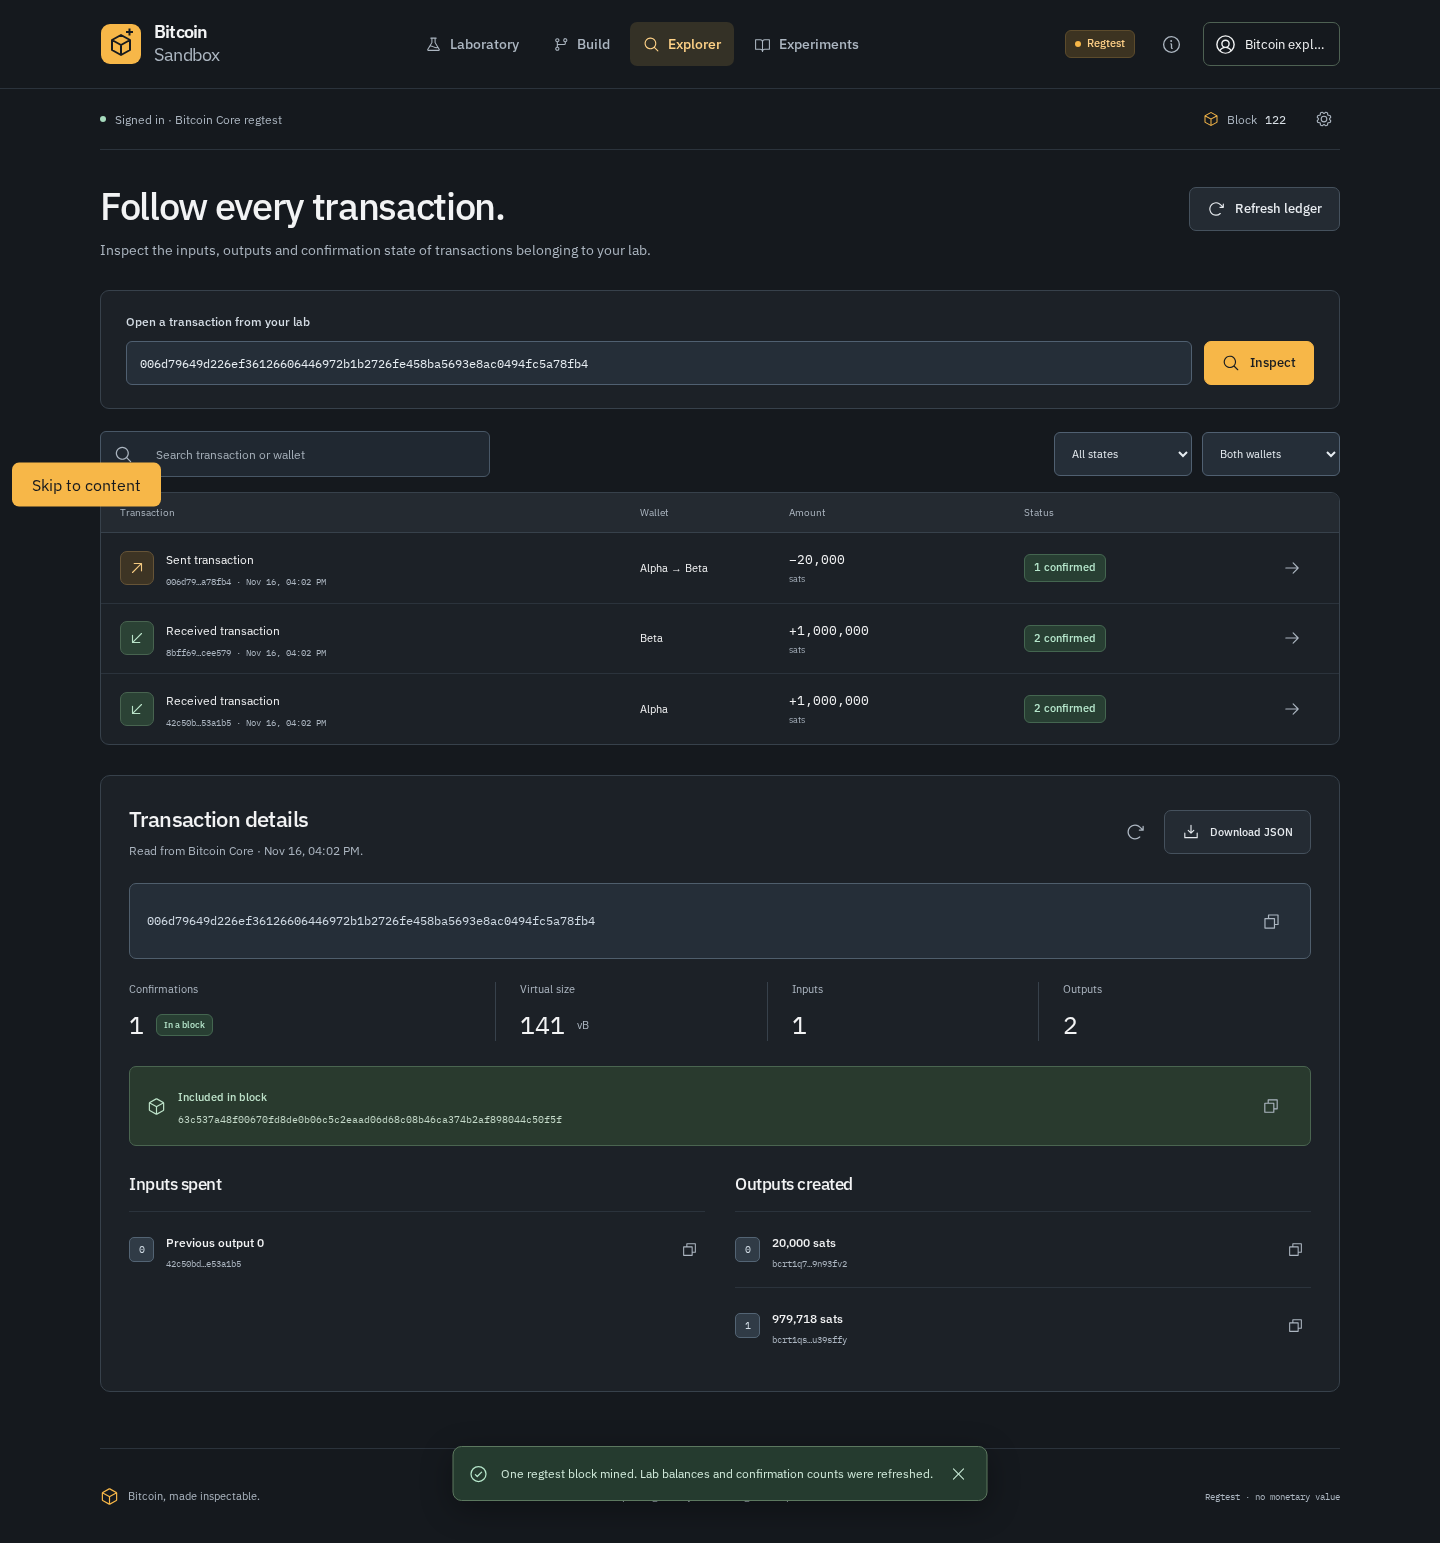 Bitcoin
Sandbox
Laboratory
Build
Explorer
Experiments
Regtest
Bitcoin expl...
Signed in · Bitcoin Core regtest
Block 122
Follow every transaction.
Refresh ledger
Inspect the inputs, outputs and confirmation state of transactions belonging to your lab.
Open a transaction from your lab
006d79649d226ef36126606446972b1b2726fe458ba5693e8ac0494fc5a78fb4
Inspect
Search transaction or wallet
All states
Both wallets
Skip to content
Transaction
Wallet
Amount
Status
Sent transaction
006d79…a78fb4 · Nov 16, 04:02 PM
Alpha → Beta
−20,000
sats
1 confirmed
Received transaction
8bff69…cee579 · Nov 16, 04:02 PM
Beta
+1,000,000
sats
2 confirmed
Received transaction
42c50b…53a1b5 · Nov 16, 04:02 PM
Alpha
+1,000,000
sats
2 confirmed
Transaction details
Read from Bitcoin Core · Nov 16, 04:02 PM.
Download JSON
006d79649d226ef36126606446972b1b2726fe458ba5693e8ac0494fc5a78fb4
Confirmations
1 In a block
Virtual size
141 vB
Inputs
1
Outputs
2
Included in block
63c537a48f00670fd8de0b06c5c2eaad06d68c08b46ca374b2af898044c50f5f
Inputs spent
0
Previous output 0
42c50bd…e53a1b5
Outputs created
0
20,000 sats
bcrt1q7…9n93fv2
1
979,718 sats
bcrt1qs…u39sffy
One regtest block mined. Lab balances and confirmation counts were refreshed.
Bitcoin, made inspectable.
Regtest · no monetary value